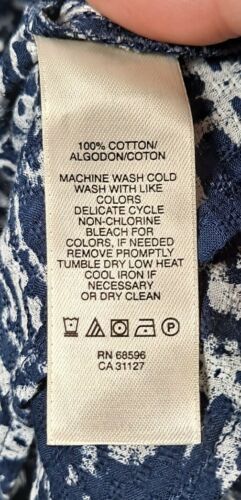 100% COTTON/
ALGODON/COTON
MACHINE WASH COLD
WASH WITH LIKE
COLORS
DELICATE CYCLE
NON-CHLORINE
BLEACH FOR
COLORS, IF NEEDED
REMOVE PROMPTLY
TUMBLE DRY LOW HEAT
COOL IRON IF
NECESSARY
OR DRY CLEAN
P
RN 68596
CA 31127